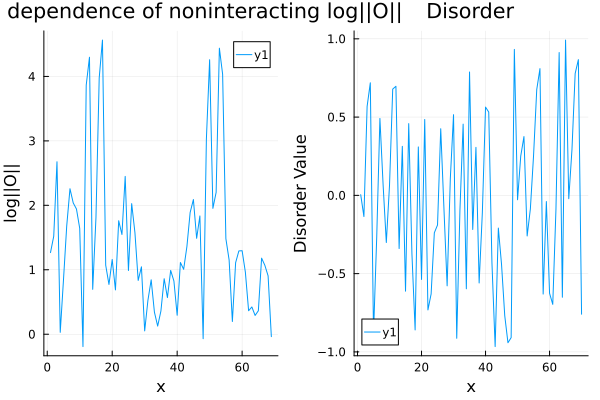 dependence of noninteracting log||O||
Disorder
y1
4
3
2
1
0
log||O||
0
20
40
60
x
1.0
0.5
0.0
−0.5
−1.0
Disorder Value
y1
0
20
40
60
x